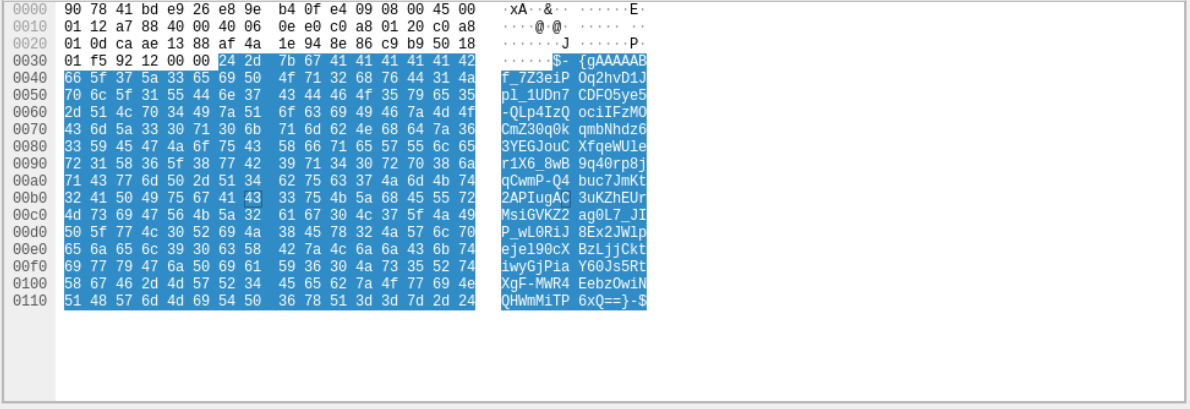 0000 90 78 41 bd e9 26 e8 9e b4 0f e4 09 08 00 45 00 ·xA··&·· ······E·
0010 01 12 a7 88 40 00 40 06 0e e0 c0 a8 01 20 c0 a8 ····@·@· ····· ··
0020 01 0d ca ae 13 88 af 4a 1e 94 8e 86 c9 b9 50 18 ·······J ······P·
0030 01 f5 92 12 00 00 24 2d 7b 67 41 41 41 41 41 42 ······$- {gAAAAAB
0040 66 5f 37 5a 33 65 69 50 4f 71 32 68 76 44 31 4a f_7Z3eiP Oq2hvD1J
0050 70 6c 5f 31 55 44 6e 37 43 44 46 4f 35 79 65 35 pl_1UDn7 CDFO5ye5
0060 2d 51 4c 70 34 49 7a 51 6f 63 69 49 46 7a 4d 4f -QLp4IzQ ociIFzMO
0070 43 6d 5a 33 30 71 30 6b 71 6d 62 4e 68 64 7a 36 CmZ30q0k qmbNhdz6
0080 33 59 45 47 4a 6f 75 43 58 66 71 65 57 55 6c 65 3YEGJouC XfqeWUle
0090 72 31 58 36 5f 38 77 42 39 71 34 30 72 70 38 6a r1X6_8wB 9q40rp8j
00a0 71 43 77 6d 50 2d 51 34 62 75 63 37 4a 6d 4b 74 qCwmP-Q4 buc7JmKt
00b0 32 41 50 49 75 67 41 43 33 75 4b 5a 68 45 55 72 2APIugAC 3uKZhEUr
00c0 4d 73 69 47 56 4b 5a 32 61 67 30 4c 37 5f 4a 49 MsiGVKZ2 ag0L7_JI
00d0 50 5f 77 4c 30 52 69 4a 38 45 78 32 4a 57 6c 70 P_wL0RiJ 8Ex2JWlp
00e0 65 6a 65 6c 39 30 63 58 42 7a 4c 6a 6a 43 6b 74 ejel90cX BzLjjCkt
00f0 69 77 79 47 6a 50 69 61 59 36 30 4a 73 35 52 74 iwyGjPia Y60Js5Rt
0100 58 67 46 2d 4d 57 52 34 45 65 62 7a 4f 77 69 4e XgF-MWR4 EebzOwiN
0110 51 48 57 6d 4d 69 54 50 36 78 51 3d 3d 7d 2d 24 QHWmMiTP 6xQ==}-$